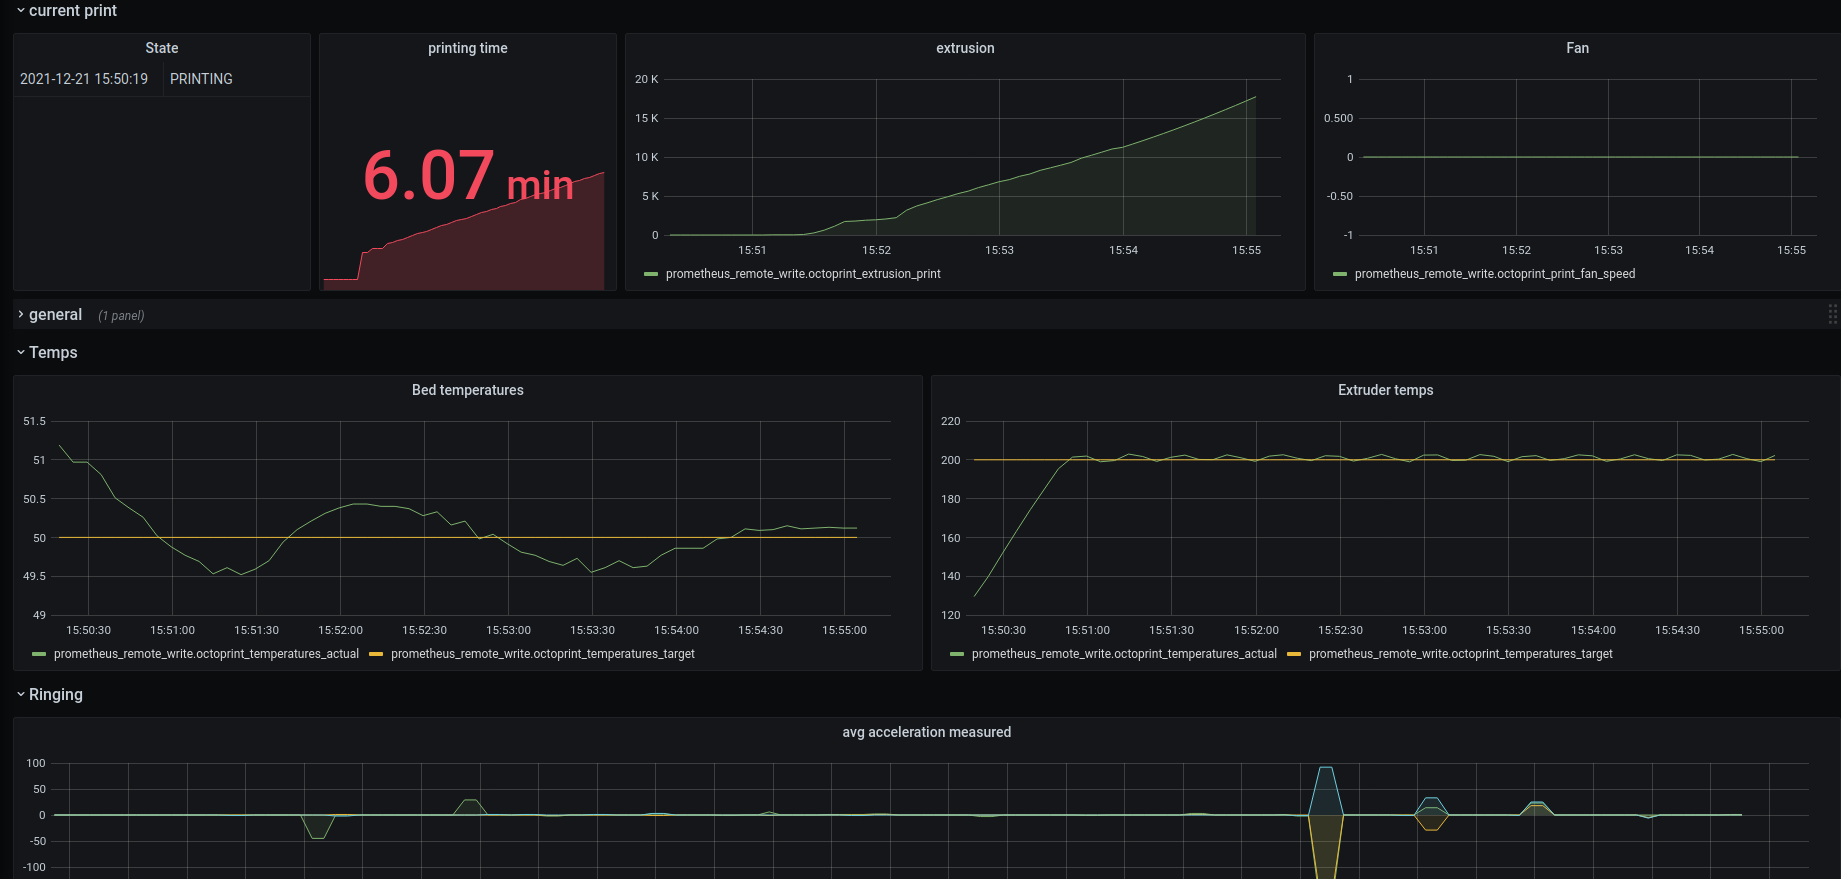 current print
State
2021-12-21 15:50:19 PRINTING
printing time
6.07 min
extrusion
20 K
15 K
10 K
5 K
0
15:51 15:52 15:53 15:54 15:55
prometheus_remote_write.octoprint_extrusion_print
Fan
1
0.500
0
-0.50
-1
15:51 15:52 15:53 15:54 15:55
prometheus_remote_write.octoprint_print_fan_speed
general (1 panel)
Temps
Bed temperatures
51.5
51
50.5
50
49.5
49
15:50:30 15:51:00 15:51:30 15:52:00 15:52:30 15:53:00 15:53:30 15:54:00 15:54:30 15:55:00
prometheus_remote_write.octoprint_temperatures_actual prometheus_remote_write.octoprint_temperatures_target
Extruder temps
220
200
180
160
140
120
15:50:30 15:51:00 15:51:30 15:52:00 15:52:30 15:53:00 15:53:30 15:54:00 15:54:30 15:55:00
prometheus_remote_write.octoprint_temperatures_actual prometheus_remote_write.octoprint_temperatures_target
Ringing
avg acceleration measured
100
50
0
-50
-100